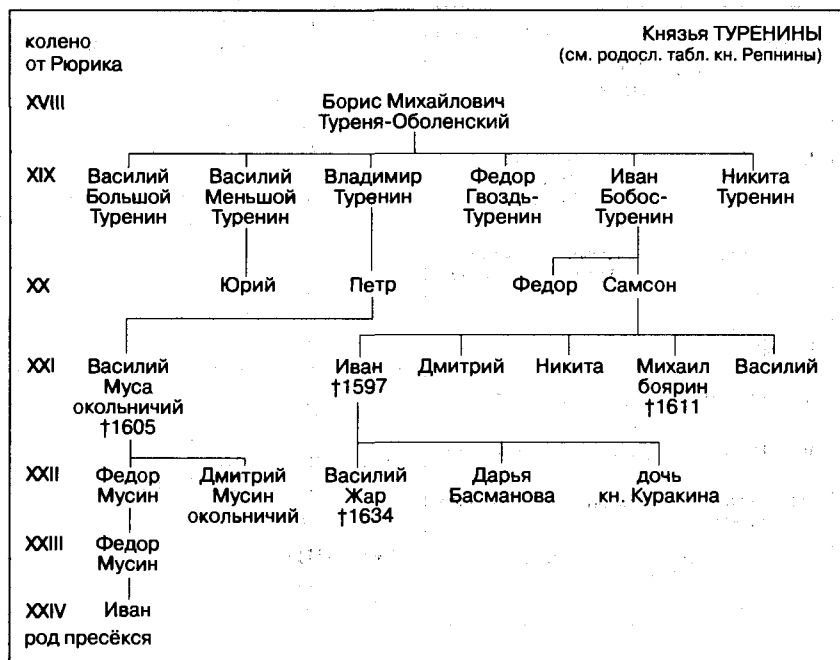 колено
от Рюрика
Князья ТУРЕНИНЫ
(см. родосл. табл. кн. Репнины)
XVIII
Борис Михайлович
Туреня-Оболенский
XIX
Василий
Большой
Туренин
Василий
Меньшой
Туренин
Владимир
Туренин
Федор
Гвоздь-
Туренин
Иван
Бобос-
Туренин
Никита
Туренин
XX
Юрий
Петр
Федор
Самсон
XXI
Василий
Муса
окольничий
†1605
Иван
†1597
Дмитрий
Никита
Михаил
боярин
†1611
Василий
XXII
Федор
Мусин
Дмитрий
Мусин
окольничий
Василий
Жар
†1634
Дарья
Басманова
дочь
кн. Куракина
XXIII
Федор
Мусин
XXIV
Иван
род пресёкся